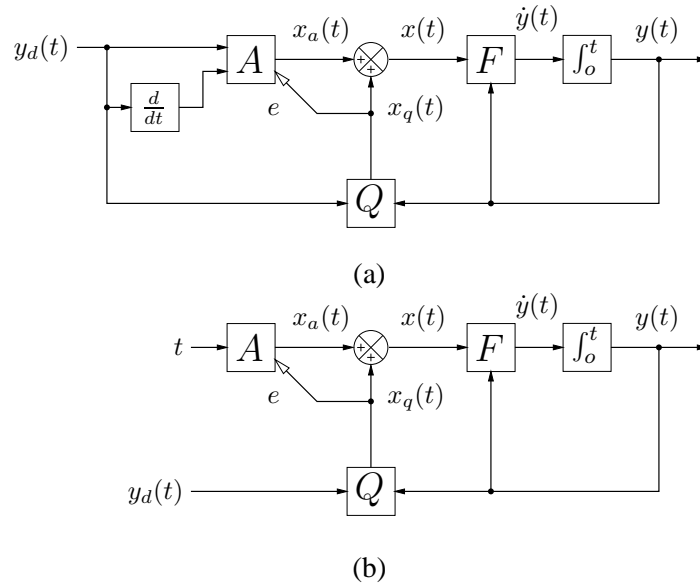 y_d(t) A x_a(t) + + x(t) F ẏ(t) ∫_o^t y(t)
d/dt e x_q(t)
Q
(a)
t A x_a(t) + + x(t) F ẏ(t) ∫_o^t y(t)
e x_q(t)
y_d(t) Q
(b)